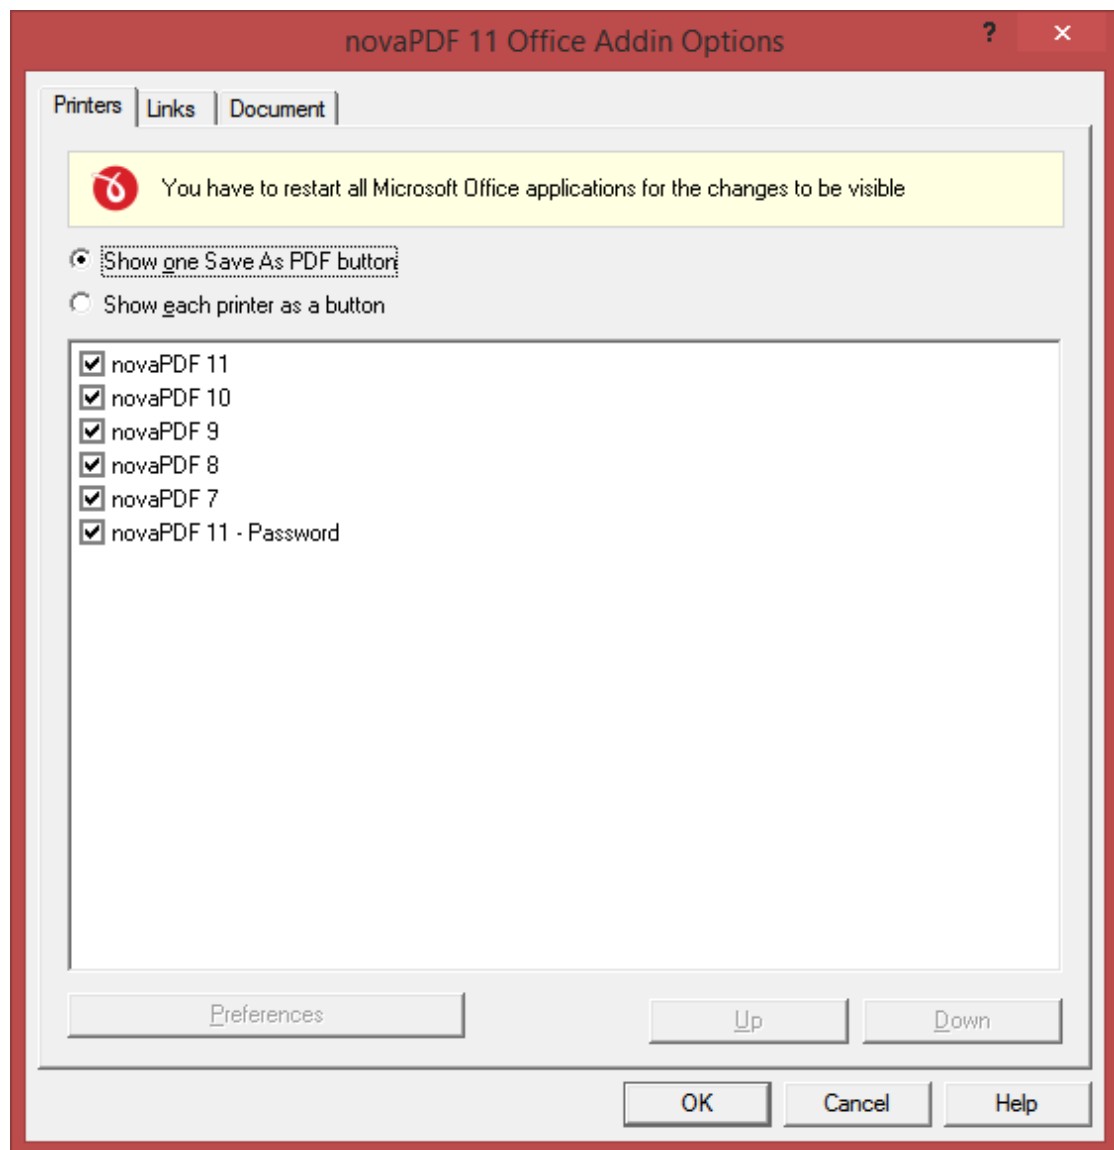 novaPDF 11 Office Addin Options ? ×
Printers Links Document
You have to restart all Microsoft Office applications for the changes to be visible
Show one Save As PDF button
Show each printer as a button
novaPDF 11
novaPDF 10
novaPDF 9
novaPDF 8
novaPDF 7
novaPDF 11 - Password
Preferences Up Down
OK Cancel Help